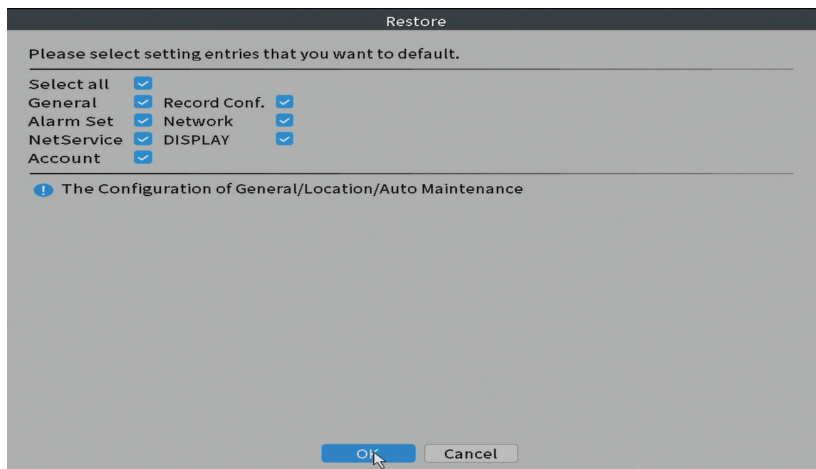 Restore
Please select setting entries that you want to default.
Select all
General Record Conf.
Alarm Set Network
NetService DISPLAY
Account
The Configuration of General/Location/Auto Maintenance
OK Cancel